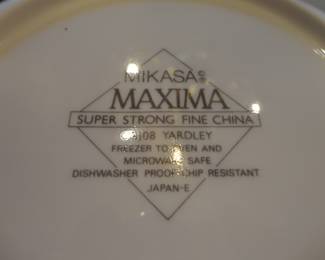 MIKASA®
MAXIMA
SUPER STRONG FINE CHINA
YARDLEY
FREEZER TO OVEN AND
MICROWAVE SAFE
DISHWASHER PROOF-CHIP RESISTANT
JAPAN-E